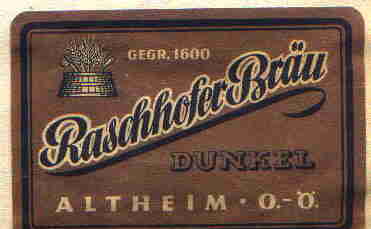 GEGR. 1600
Raschhofer Bräu
DUNKEL
ALTHEIM · O.-Ö.